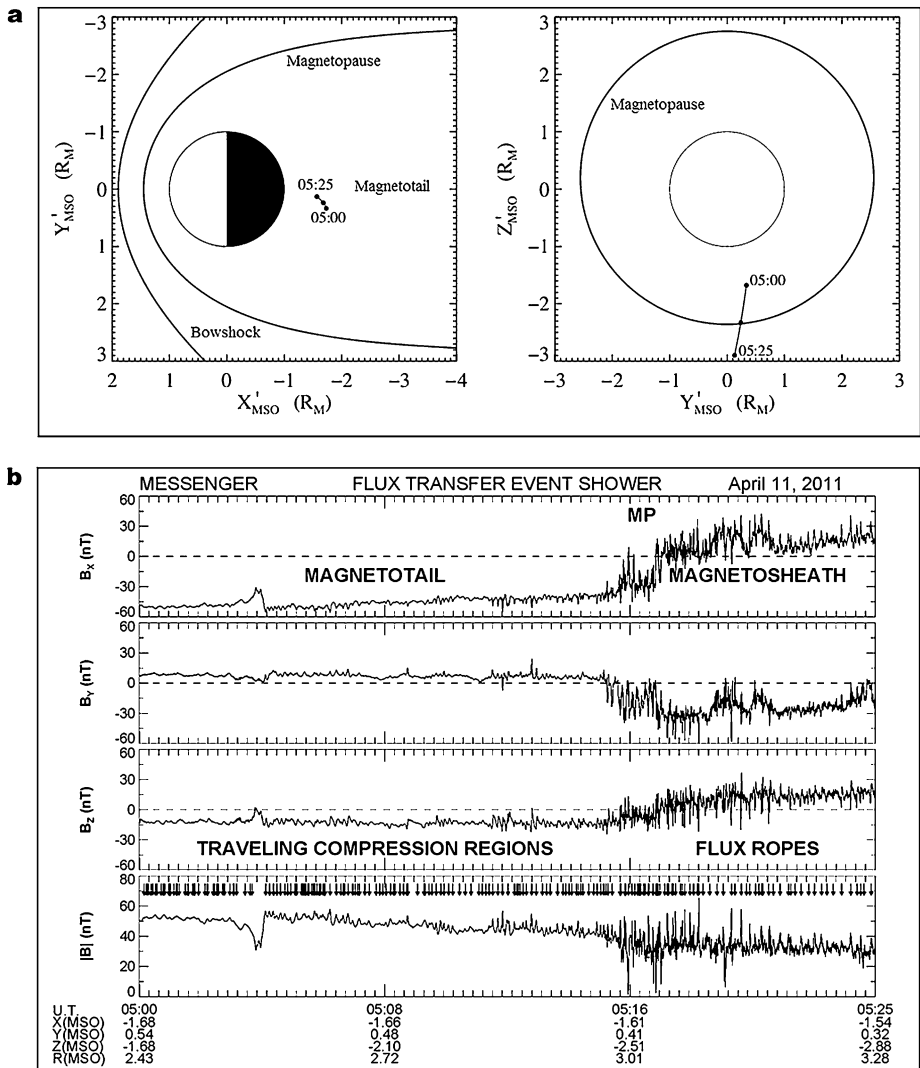 a
Magnetopause
Magnetotail
05:25
05:00
Bowshock
-3
-2
-1
0
1
2
3
Y'MSO (RM)
2 1 0 -1 -2 -3 -4
X'MSO (RM)
Magnetopause
05:00
05:25
3
2
1
0
-1
-2
-3
Z'MSO (RM)
-3 -2 -1 0 1 2 3
Y'MSO (RM)
b
MESSENGER FLUX TRANSFER EVENT SHOWER April 11, 2011
60
30
0
-30
-60
BX (nT)
MP
MAGNETOTAIL MAGNETOSHEATH
60
30
0
-30
-60
BY (nT)
60
30
0
-30
-60
BZ (nT)
TRAVELING COMPRESSION REGIONS FLUX ROPES
80
60
40
20
0
|B| (nT)
U.T. 05:00 05:08 05:16 05:25
X(MSO) -1.68 -1.66 -1.61 -1.54
Y(MSO) 0.54 0.48 0.41 0.32
Z(MSO) -1.68 -2.10 -2.51 -2.88
R(MSO) 2.43 2.72 3.01 3.28